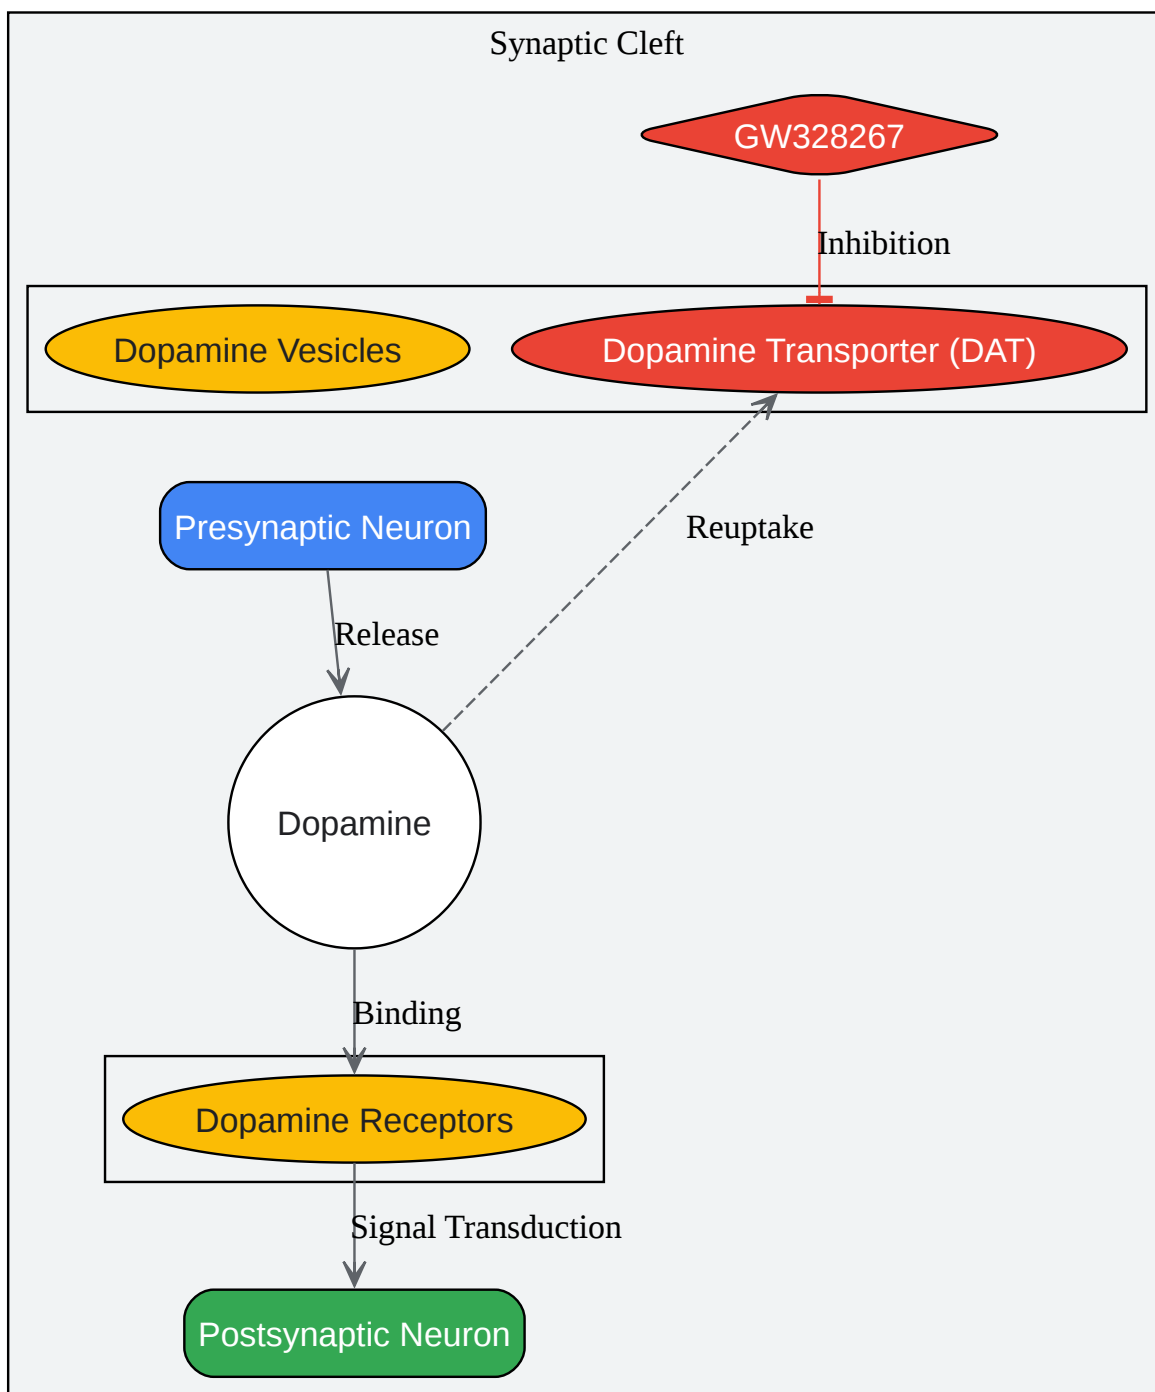 Synaptic Cleft
GW328267
Inhibition
Dopamine Vesicles
Dopamine Transporter (DAT)
Presynaptic Neuron
Reuptake
Release
Dopamine
Binding
Dopamine Receptors
Signal Transduction
Postsynaptic Neuron